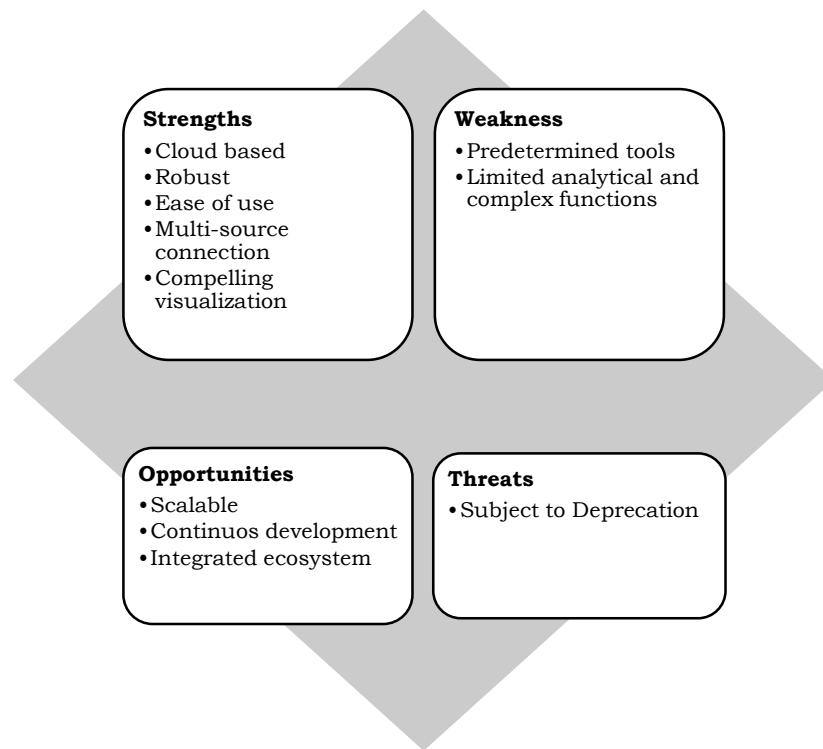 Strengths
•Cloud based
•Robust
•Ease of use
•Multi-source
connection
•Compelling
visualization
Weakness
•Predetermined tools
•Limited analytical and
complex functions
Opportunities
•Scalable
•Continuos development
•Integrated ecosystem
Threats
•Subject to Deprecation